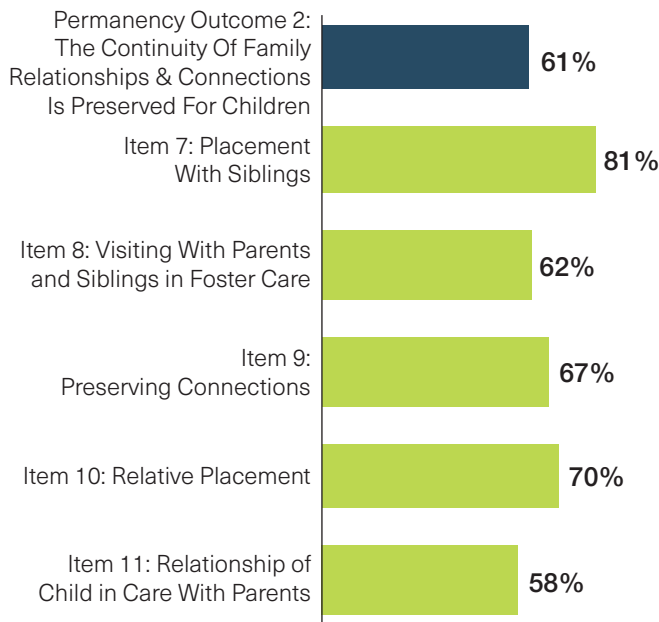 Permanency Outcome 2:
The Continuity Of Family
Relationships & Connections
Is Preserved For Children
61%
Item 7: Placement
With Siblings
81%
Item 8: Visiting With Parents
and Siblings in Foster Care
62%
Item 9:
Preserving Connections
67%
Item 10: Relative Placement
70%
Item 11: Relationship of
Child in Care With Parents
58%